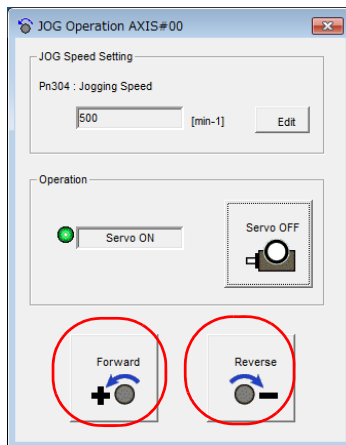 JOG Operation AXIS#00
JOG Speed Setting
Pn304 : Jogging Speed
500 [min-1] Edit
Operation
Servo ON
Servo OFF
Forward Reverse